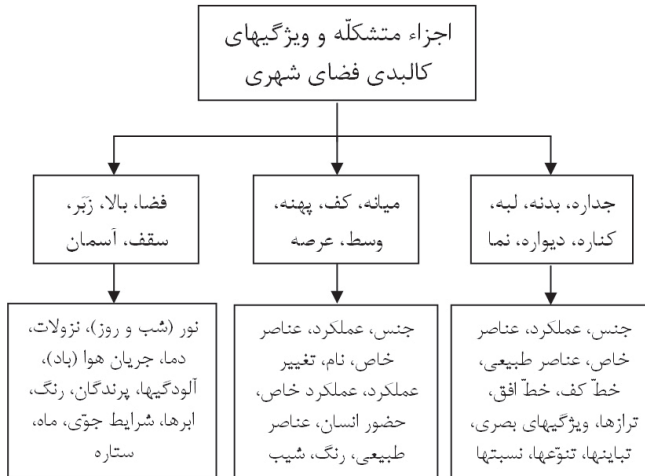 اجزاء متشکلّه و ویژگیهای
کالبدی فضای شهری
جداره، بدنه، لبه،
کناره، دیواره، نما
میانه، کف، پهنه،
وسط، عرصه
فضا، بالا، زَبَر،
سقف، آسمان
جنس، عملکرد، عناصر
خاص، عناصر طبیعی،
خطّ کف، خطّ افق،
ترازها، ویژگیهای بصری،
تباینها، تنوّعها، نسبتها
جنس، عملکرد، عناصر
خاص، نام، تغییر
عملکرد، عملکرد خاص،
حضور انسان، عناصر
طبیعی، رنگ، شیب
نور (شب و روز)، نزولات،
دما، جریان هوا (باد)،
آلودگیها، پرندگان، رنگ،
ابرها، شرایط جوّی، ماه،
ستاره